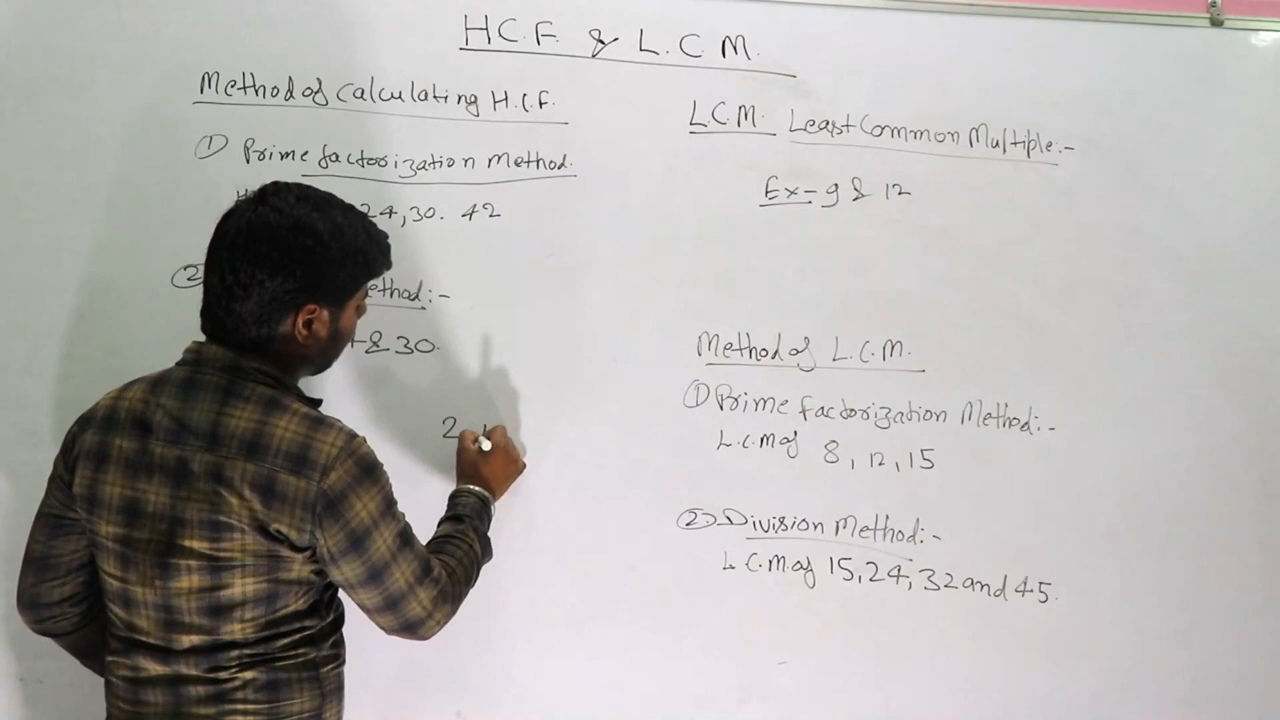 H.C.F. & L.C.M.
Method of Calculating H.C.F.
① Prime factorization method.
24, 30. 42
②
ethod:-
& 30.
2
L.C.M. Least Common Multiple:-
Ex- 9 & 12
Method of L.C.M.
① Prime factorization Method:-
L.C.M of 8, 12, 15
② Division Method:-
L.C.M. of 15, 24, 32 and 45.